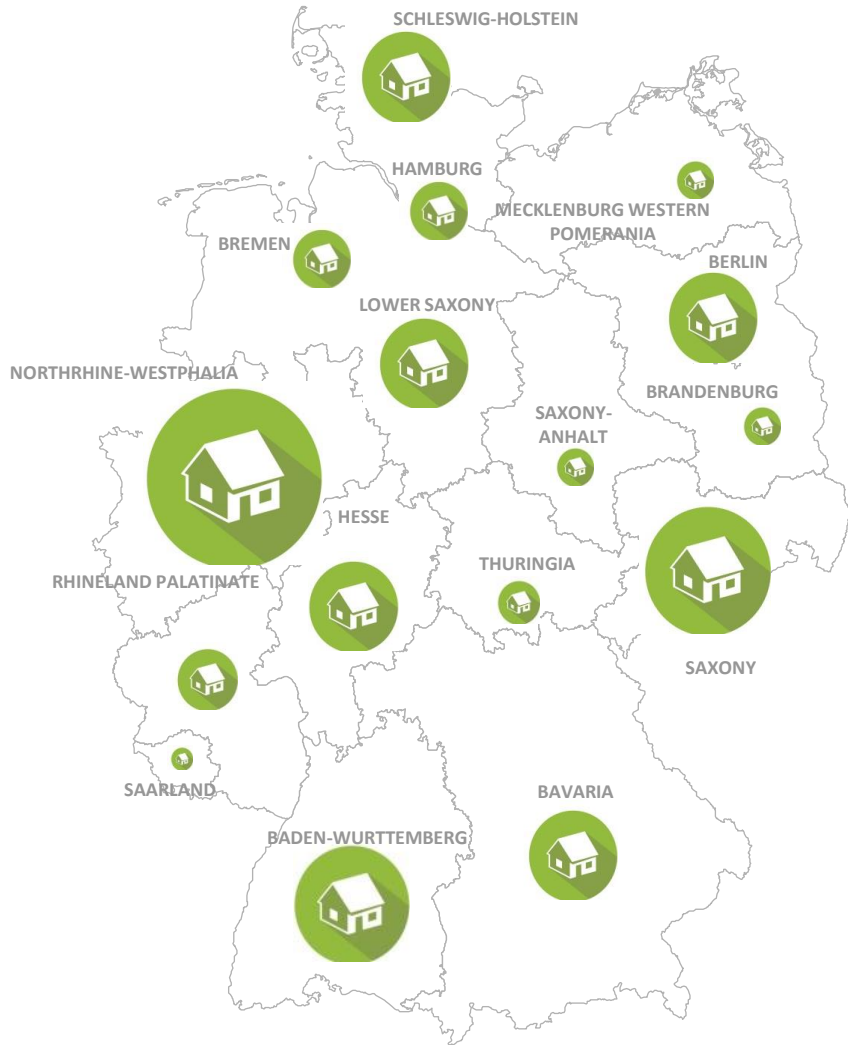 SCHLESWIG-HOLSTEIN
HAMBURG
MECKLENBURG WESTERN
POMERANIA
BREMEN
BERLIN
LOWER SAXONY
NORTHRHINE-WESTPHALIA
BRANDENBURG
SAXONY-
ANHALT
HESSE
THURINGIA
RHINELAND PALATINATE
SAXONY
SAARLAND
BAVARIA
BADEN-WURTTEMBERG